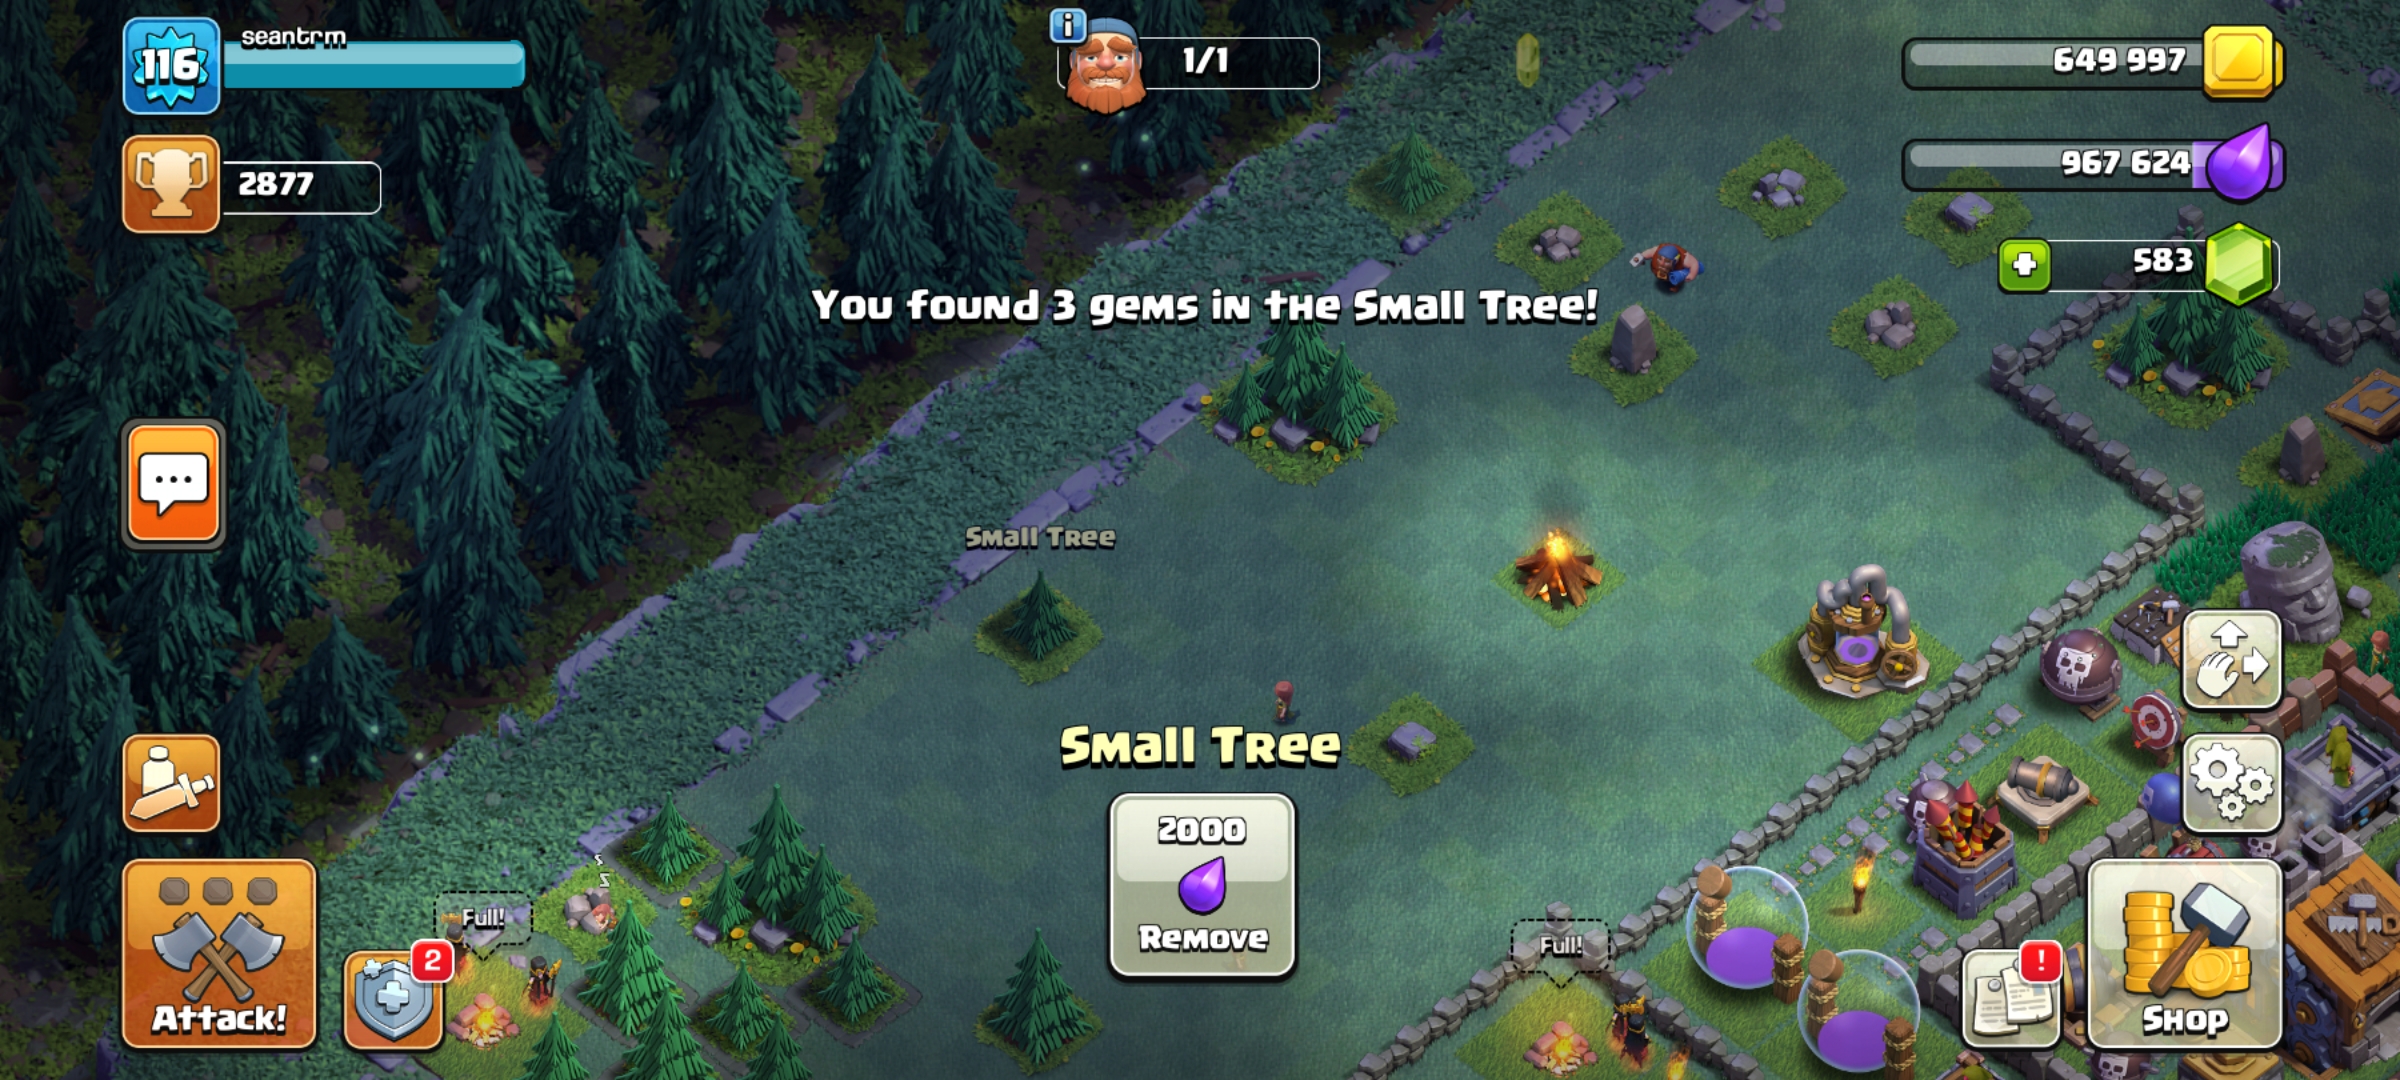 116
seantrm
1/1
649 997
2877
967 624
583
You found 3 gems in the Small Tree!
Small Tree
Small Tree
2000
Remove
Full!
Full!
2
Attack!
!
Shop